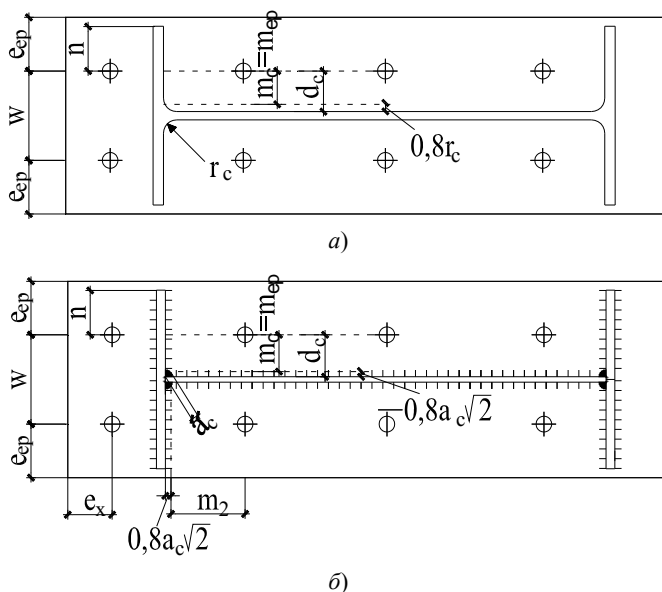 e_ep
n
m_c=m_ep
d_c
w
0,8r_c
r_c
e_ep
а)
e_ep
n
m_c=m_ep
d_c
w
0,8a_c√2
a_c
e_ep
e_x
m_2
0,8a_c√2
б)